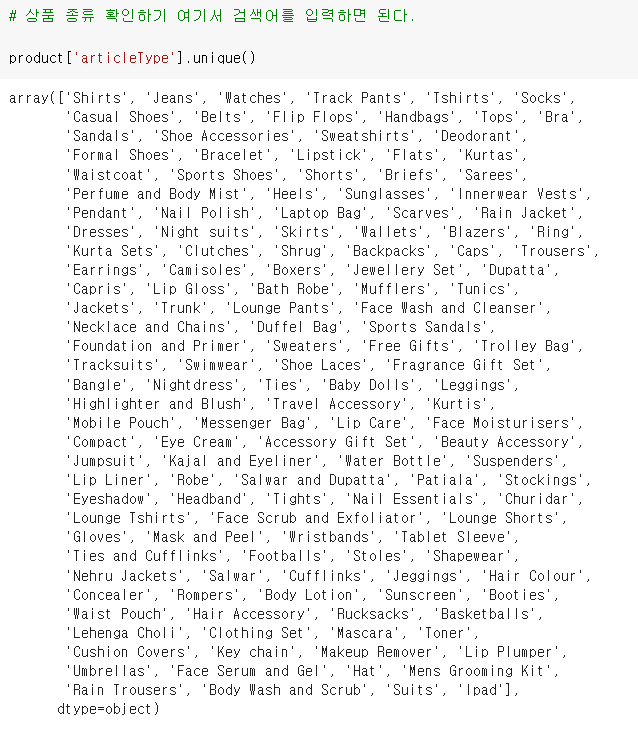 # 상품 종류 확인하기 여기서 검색어를 입력하면 된다.
product['articleType'].unique()
array(['Shirts', 'Jeans', 'Watches', 'Track Pants', 'Tshirts', 'Socks',
'Casual Shoes', 'Belts', 'Flip Flops', 'Handbags', 'Tops', 'Bra',
'Sandals', 'Shoe Accessories', 'Sweatshirts', 'Deodorant',
'Formal Shoes', 'Bracelet', 'Lipstick', 'Flats', 'Kurtas',
'Waistcoat', 'Sports Shoes', 'Shorts', 'Briefs', 'Sarees',
'Perfume and Body Mist', 'Heels', 'Sunglasses', 'Innerwear Vests',
'Pendant', 'Nail Polish', 'Laptop Bag', 'Scarves', 'Rain Jacket',
'Dresses', 'Night suits', 'Skirts', 'Wallets', 'Blazers', 'Ring',
'Kurta Sets', 'Clutches', 'Shrug', 'Backpacks', 'Caps', 'Trousers',
'Earrings', 'Camisoles', 'Boxers', 'Jewellery Set', 'Dupatta',
'Capris', 'Lip Gloss', 'Bath Robe', 'Mufflers', 'Tunics',
'Jackets', 'Trunk', 'Lounge Pants', 'Face Wash and Cleanser',
'Necklace and Chains', 'Duffel Bag', 'Sports Sandals',
'Foundation and Primer', 'Sweaters', 'Free Gifts', 'Trolley Bag',
'Tracksuits', 'Swimwear', 'Shoe Laces', 'Fragrance Gift Set',
'Bangle', 'Nightdress', 'Ties', 'Baby Dolls', 'Leggings',
'Highlighter and Blush', 'Travel Accessory', 'Kurtis',
'Mobile Pouch', 'Messenger Bag', 'Lip Care', 'Face Moisturisers',
'Compact', 'Eye Cream', 'Accessory Gift Set', 'Beauty Accessory',
'Jumpsuit', 'Kajal and Eyeliner', 'Water Bottle', 'Suspenders',
'Lip Liner', 'Robe', 'Salwar and Dupatta', 'Patiala', 'Stockings',
'Eyeshadow', 'Headband', 'Tights', 'Nail Essentials', 'Churidar',
'Lounge Tshirts', 'Face Scrub and Exfoliator', 'Lounge Shorts',
'Gloves', 'Mask and Peel', 'Wristbands', 'Tablet Sleeve',
'Ties and Cufflinks', 'Footballs', 'Stoles', 'Shapewear',
'Nehru Jackets', 'Salwar', 'Cufflinks', 'Jeggings', 'Hair Colour',
'Concealer', 'Rompers', 'Body Lotion', 'Sunscreen', 'Booties',
'Waist Pouch', 'Hair Accessory', 'Rucksacks', 'Basketballs',
'Lehenga Choli', 'Clothing Set', 'Mascara', 'Toner',
'Cushion Covers', 'Key chain', 'Makeup Remover', 'Lip Plumper',
'Umbrellas', 'Face Serum and Gel', 'Hat', 'Mens Grooming Kit',
'Rain Trousers', 'Body Wash and Scrub', 'Suits', 'Ipad'],
dtype=object)